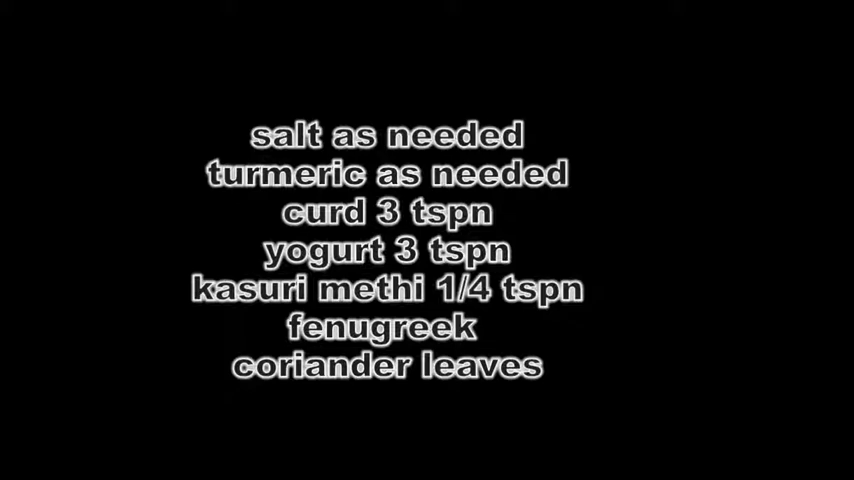 salt as needed
turmeric as needed
curd 3 tspn
yogurt 3 tspn
kasuri methi 1/4 tspn
fenugreek
coriander leaves